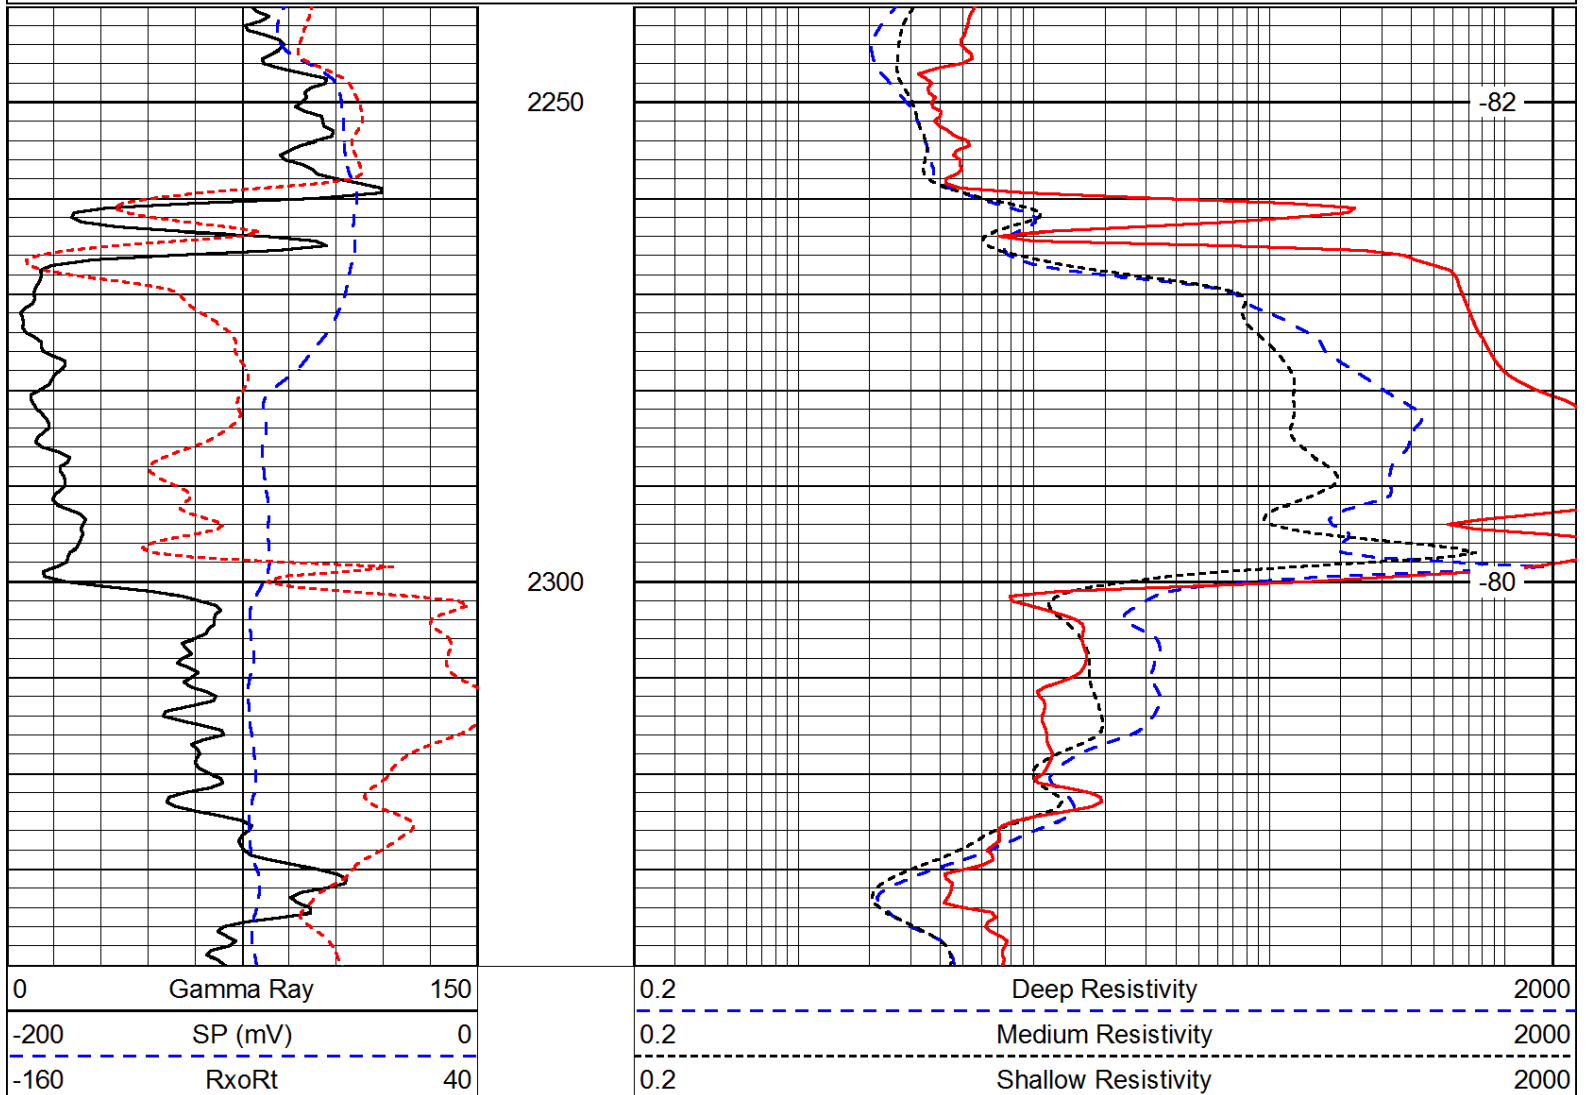 2250
-82
2300
-80
0 Gamma Ray 150
0.2 Deep Resistivity 2000
-200 SP (mV) 0
0.2 Medium Resistivity 2000
-160 RxoRt 40
0.2 Shallow Resistivity 2000